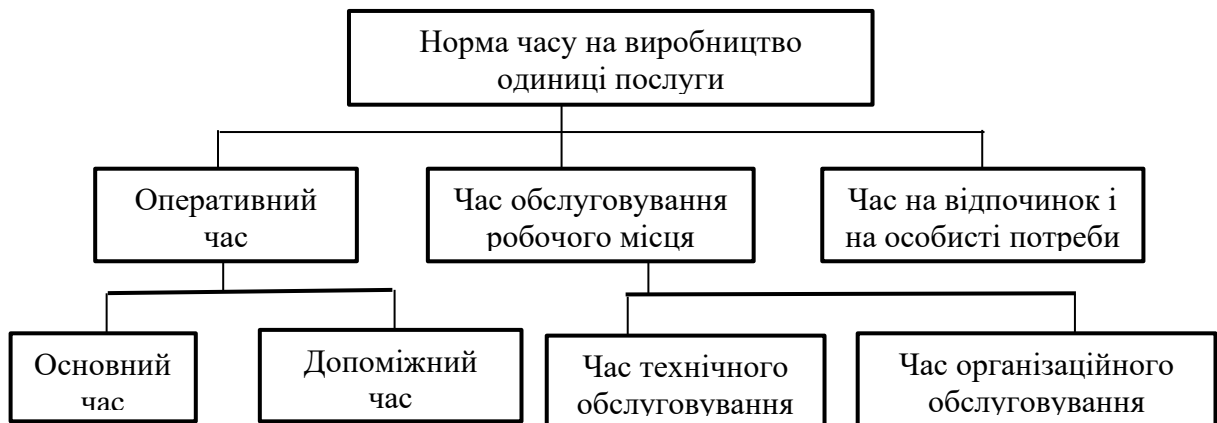 Норма часу на виробництво
одиниці послуги
Оперативний
час
Час обслуговування
робочого місця
Час на відпочинок і
на особисті потреби
Основний
час
Допоміжний
час
Час технічного
обслуговування
Час організаційного
обслуговування